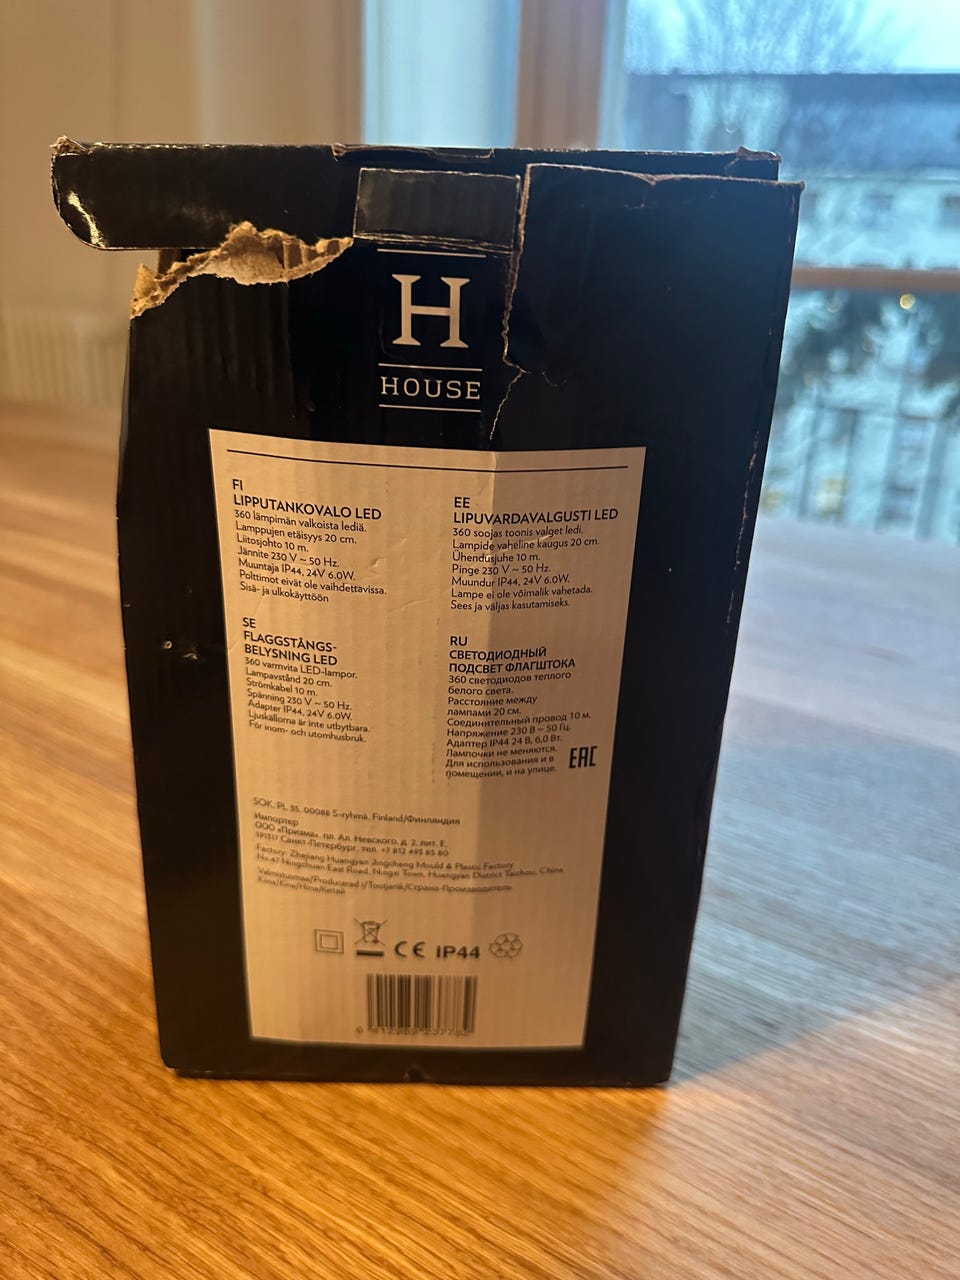 H
HOUSE
FI
LIPPUTANKOVALO LED
360 lämpimän valkoista lediä.
Lamppujen etäisyys 20 cm.
Liitosjohto 10 m.
Jännite 230 V ~ 50 Hz.
Muuntaja IP44, 24V 6.0W.
Polttimot eivät ole vaihdettavissa.
Sisä- ja ulkokäyttöön
SE
FLAGGSTÅNGS-
BELYSNING LED
360 varmvita LED-lampor.
Lampavstånd 20 cm.
Strömkabel 10 m.
Spänning 230 V ~ 50 Hz.
Adapter IP44, 24V 6.0W.
Ljuskällorna är inte utbytbara.
För inom- och utomhusbruk.
EE
LIPUVARDAVALGUSTI LED
360 soojas toonis valget ledi.
Lampide vaheline kaugus 20 cm.
Ühendusjuhe 10 m.
Pinge 230 V ~ 50 Hz.
Muundur IP44, 24V 6.0W.
Lampe ei ole võimalik vahetada.
Sees ja väljas kasutamiseks.
RU
СВЕТОДИОДНЫЙ
ПОДСВЕТ ФЛАГШТОКА
360 светодиодов теплого
белого света.
Расстояние между
лампами 20 см.
Соединительный провод 10 м.
Напряжение 230 В ~ 50 Гц.
Адаптер IP44 24 В, 6,0 Вт.
Лампочки не меняются.
Для использования и в
помещении, и на улице.
EAC
SOK, PL 35, 00088 S-ryhmä, Finland/Финляндия
Импортер
ООО «Призма», пл. Ал. Невского, д. 2, лит. Е,
191317 Санкт-Петербург, тел. +7 812 493 85 80
Factory: Zhejiang Huangyan Jingcheng Mould & Plastic Factory
No.47 Ningchuan East Road, Ningxi Town, Huangyan District Taizhou, China
Valmistusmaa/Producerad i/Tootjariik/Страна-Производитель
Kiina/Kina/Hiina/Китай
CE IP44